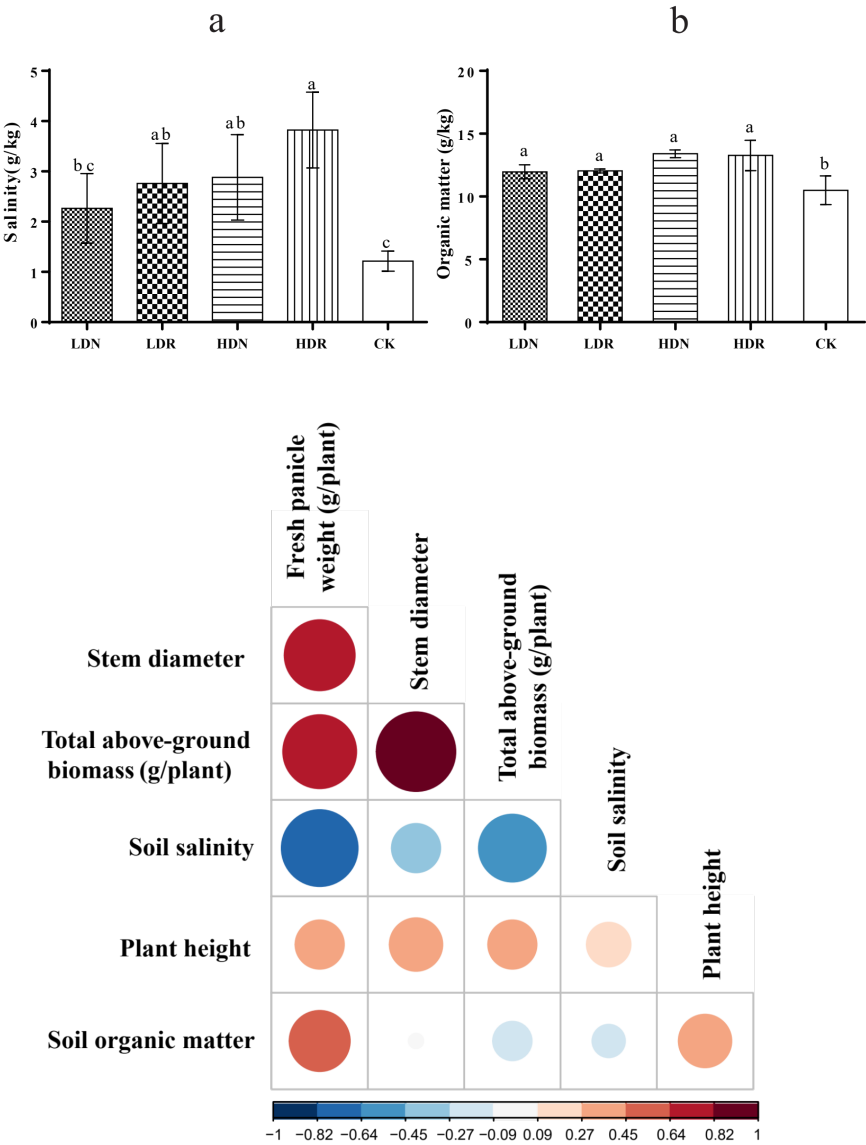 a
b
Salinity(g/kg)
5
4
3
2
1
0
bc
ab
ab
a
c
LDN
LDR
HDN
HDR
CK
Organic matter (g/kg)
20
15
10
5
0
a
a
a
a
b
LDN
LDR
HDN
HDR
CK
Fresh panicle
weight (g/plant)
Stem diameter
Total above-ground
biomass (g/plant)
Soil salinity
Plant height
Stem diameter
Total above-ground
biomass (g/plant)
Soil salinity
Plant height
Soil organic matter
−1 −0.82 −0.64 −0.45 −0.27 −0.09 0.09 0.27 0.45 0.64 0.82 1